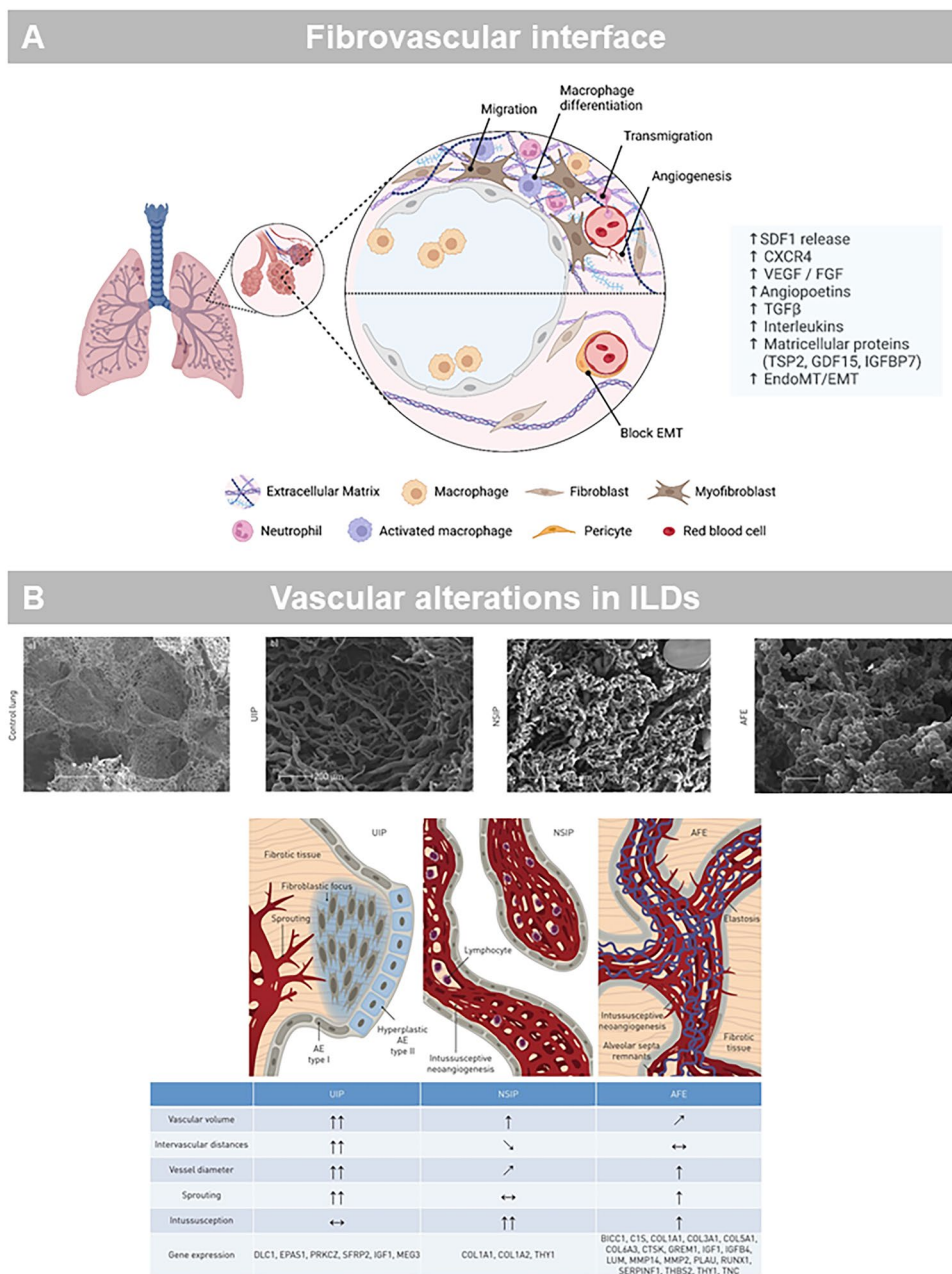 A
Fibrovascular interface
Migration
Macrophage
differentiation
Transmigration
Angiogenesis
↑SDF1 release
↑ CXCR4
↑ VEGF / FGF
↑Angiopoetins
↑ TGFβ
↑ Interleukins
↑ Matricellular proteins
(TSP2, GDF15, IGFBP7)
↑ EndoMT/EMT
Block EMT
Extracellular Matrix
Macrophage
Fibroblast
Myofibroblast
Neutrophil
Activated macrophage
Pericyte
Red blood cell
B
Vascular alterations in ILDs
Control lung
UIP
200 µm
NSIP
AFE
UIP
Fibrotic tissue
Fibroblastic focus
Sprouting
AE
type I
Hyperplastic
AE
type II
NSIP
Lymphocyte
Intussusceptive
neoangiogenesis
AFE
Elastosis
Intussusceptive
neoangiogenesis
Alveolar septa
remnants
Fibrotic
tissue
UIP NSIP AFE
Vascular volume ↑↑ ↑ ↗
Intervascular distances ↑↑ ↘ ↔
Vessel diameter ↑↑ ↗ ↑
Sprouting ↑↑ ↔ ↑
Intussusception ↔ ↑↑ ↑
Gene expression DLC1, EPAS1, PRKCZ, SFRP2, IGF1, MEG3 COL1A1, COL1A2, THY1 BICC1, C1S, COL1A1, COL3A1, COL5A1,
COL6A3, CTSK, GREM1, IGF1, IGFB4,
LUM, MMP14, MMP2, PLAU, RUNX1,
SERPINF1, THBS2, THY1, TNC